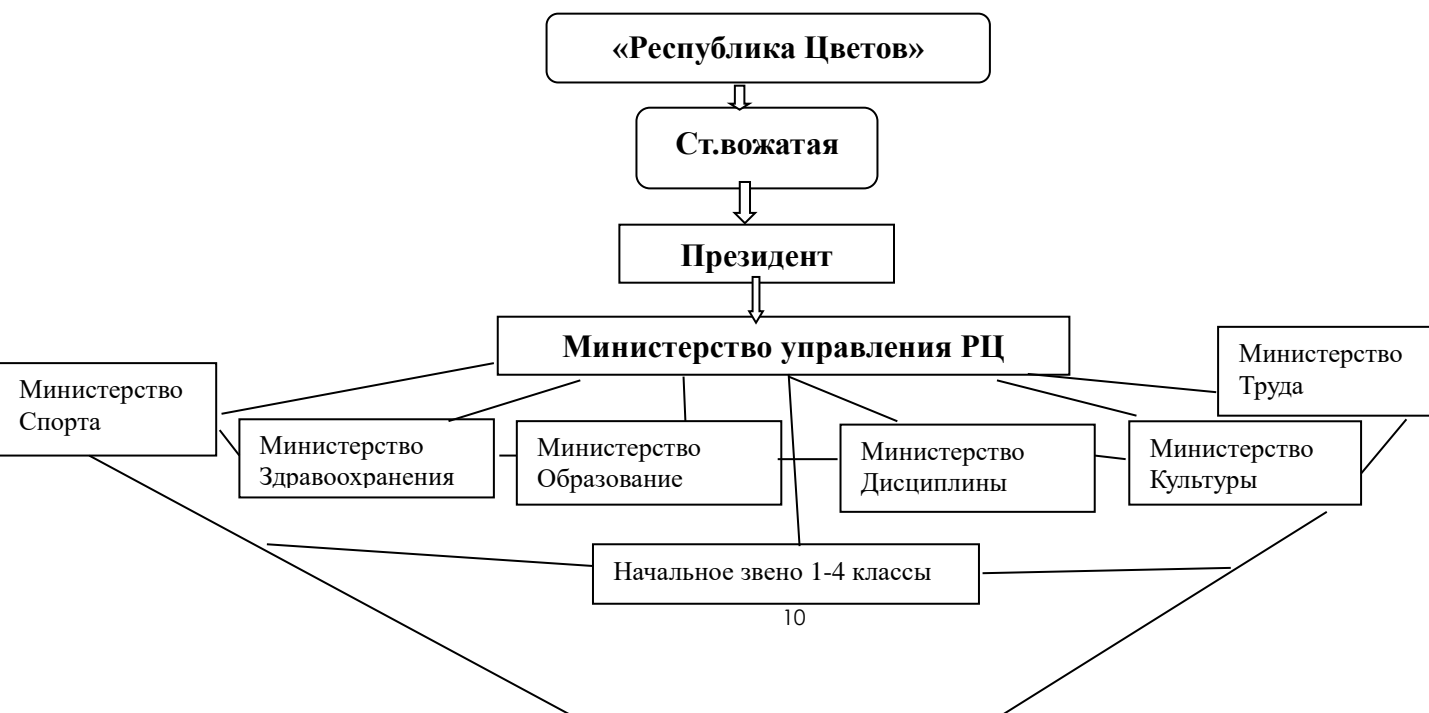 «Республика Цветов»
Ст.вожатая
Президент
Министерство управления РЦ
Министерство
Труда
Министерство
Спорта
Министерство
Здравоохранения
Министерство
Образование
Министерство
Дисциплины
Министерство
Культуры
Начальное звено 1-4 классы
10